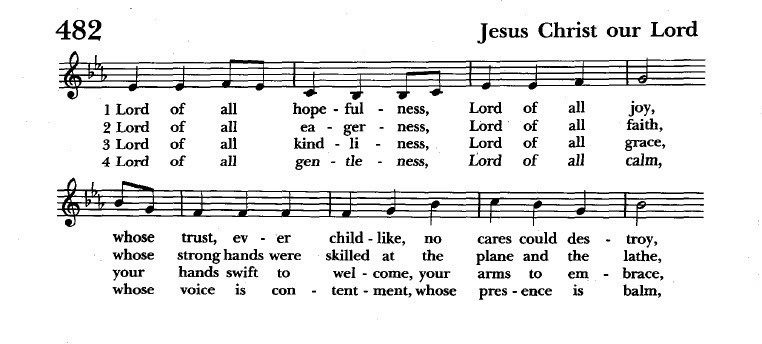 482 Jesus Christ our Lord
1 Lord of all hope - ful - ness, Lord of all joy,
2 Lord of all ea - ger - ness, Lord of all faith,
3 Lord of all kind - li - ness, Lord of all grace,
4 Lord of all gen - tle - ness, Lord of all calm,
whose trust, ev - er child - like, no cares could des - troy,
whose strong hands were skilled at the plane and the lathe,
your hands swift to wel - come, your arms to em - brace,
whose voice is con - tent - ment, whose pres - ence is balm,